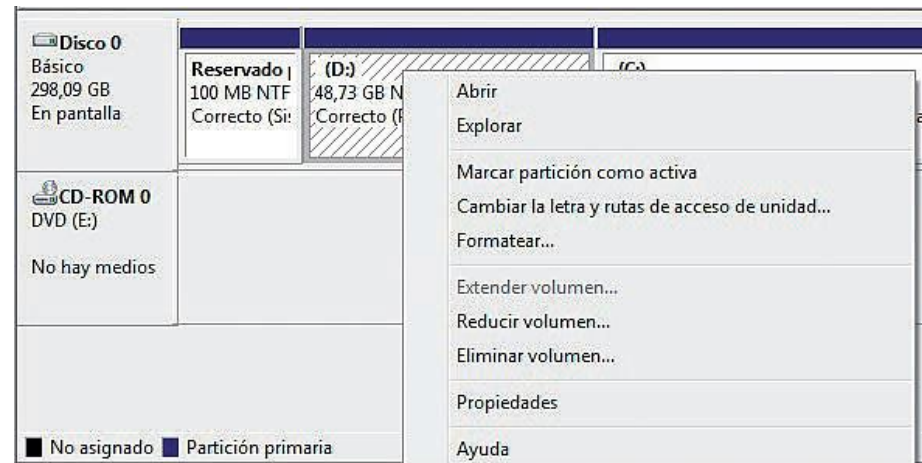 Disco 0
Básico
298,09 GB
En pantalla
Reservado
100 MB NTF
Correcto (Si
(D:)
48,73 GB N
Correcto (
(C:)
Abrir
Explorar
Marcar partición como activa
Cambiar la letra y rutas de acceso de unidad...
Formatear...
Extender volumen...
Reducir volumen...
Eliminar volumen...
Propiedades
Ayuda
CD-ROM 0
DVD (E:)
No hay medios
No asignado
Partición primaria